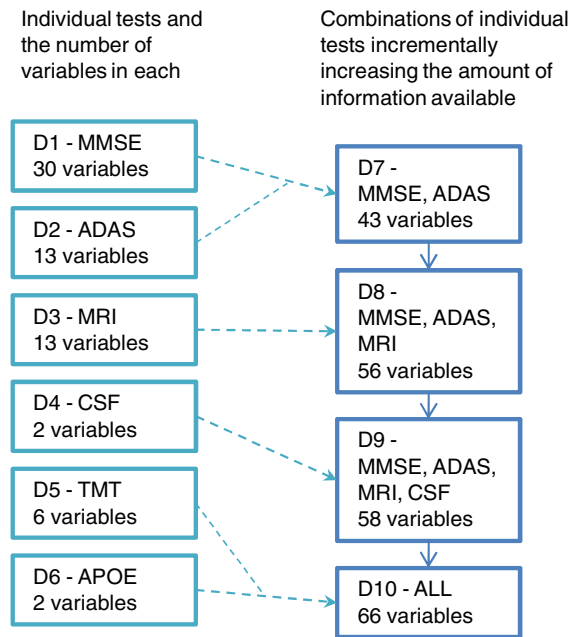 Individual tests and
the number of
variables in each
Combinations of individual
tests incrementally
increasing the amount of
information available
D1 - MMSE
30 variables
D2 - ADAS
13 variables
D3 - MRI
13 variables
D4 - CSF
2 variables
D5 - TMT
6 variables
D6 - APOE
2 variables
D7 -
MMSE, ADAS
43 variables
D8 -
MMSE, ADAS,
MRI
56 variables
D9 -
MMSE, ADAS,
MRI, CSF
58 variables
D10 - ALL
66 variables